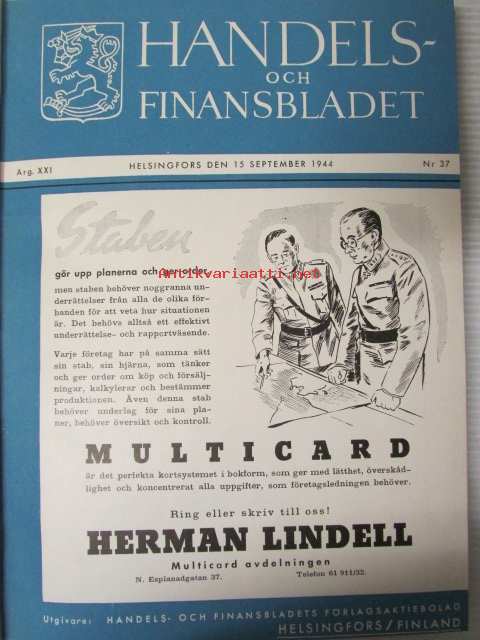 HANDELS-
OCH
FINANSBLADET
Årg. XXI HELSINGFORS DEN 15 SEPTEMBER 1944 Nr 37
Staben
gör upp planerna och ger order,
men staben behöver noggranna un-
derrättelser från alla de olika för-
banden för att veta hur situationen
är. Det behövs alltså ett effektivt
underrättelse- och rapportväsende.
Varje företag har på samma sätt
sin stab, sin hjärna, som tänker
och ger order om köp och försälj-
ningar, kalkylerar och bestämmer
produktionen. Även denna stab
behöver underlag för sina pla-
ner, behöver översikt och kontroll.
Antikvariaatti.net
MULTICARD
är det perfekta kortsystemet i bokform, som ger med lätthet, överskåd-
lighet och koncentrerat alla uppgifter, som företagsledningen behöver.
Ring eller skriv till oss!
HERMAN LINDELL
Multicard avdelningen
N. Esplanadgatan 37. Telefon 61 911/32.
Utgivare: HANDELS- OCH FINANSBLADETS FÖRLAGSAKTIEBOLAG
HELSINGFORS/FINLAND